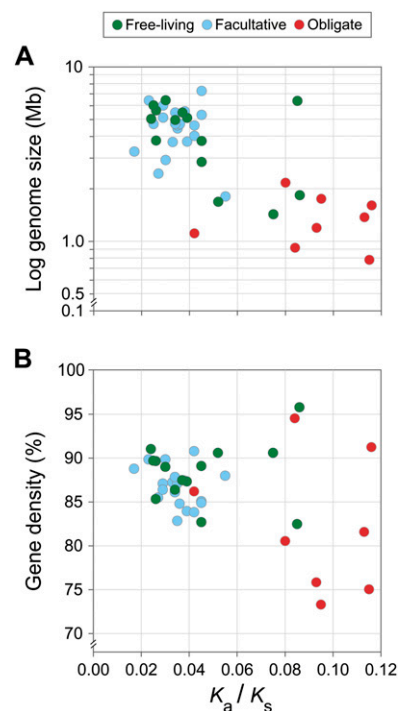 Free-living Facultative Obligate
A
Log genome size (Mb)
10
1.0
0.5
0.1
B
Gene density (%)
100
95
90
85
80
75
70
0.00 0.02 0.04 0.06 0.08 0.10 0.12
Ka / Ks